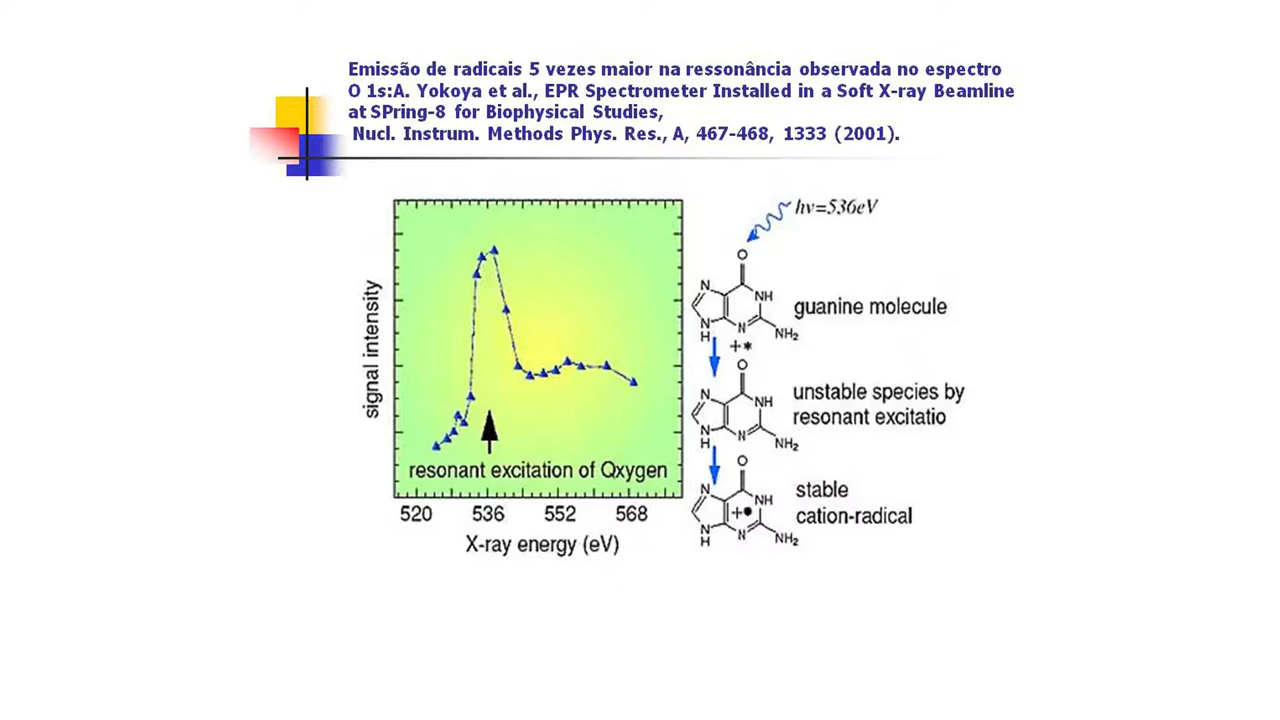 Emissão de radicais 5 vezes maior na ressonância observada no espectro
O 1s:A. Yokoya et al., EPR Spectrometer Installed in a Soft X-ray Beamline
at SPring-8 for Biophysical Studies,
Nucl. Instrum. Methods Phys. Res., A, 467-468, 1333 (2001).
signal intensity
resonant excitation of Qxygen
520 536 552 568
X-ray energy (eV)
hν=536eV
O
N
NH
N
H
N
NH₂
guanine molecule
+*
O
N
NH
N
H
N
NH₂
unstable species by
resonant excitatio
O
N
NH
+•
N
H
N
NH₂
stable
cation-radical